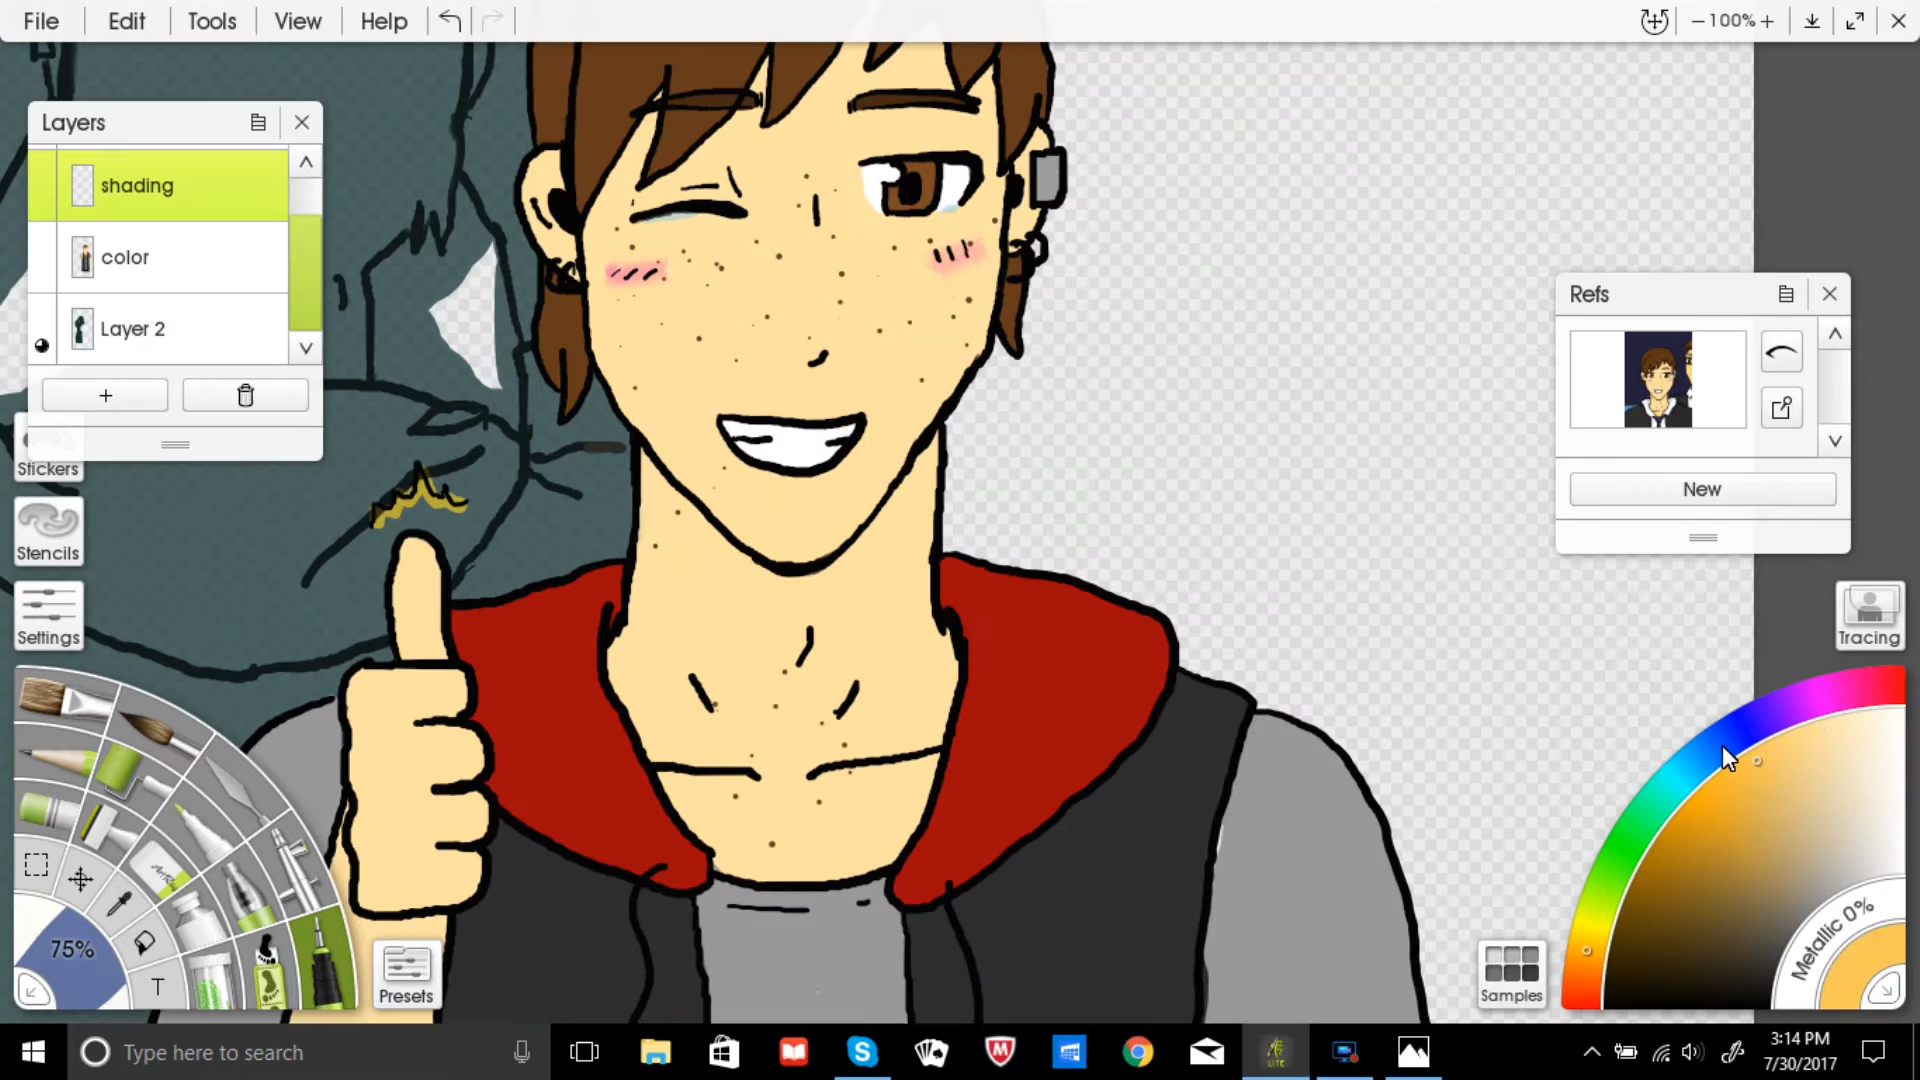 File
Edit
Tools
View
Help
100%
Layers
shading
color
Layer 2
+
Stickers
Stencils
Settings
Refs
New
Tracing
75%
T
Presets
Samples
Metallic 0%
Type here to search
LITE
3:14 PM
7/30/2017